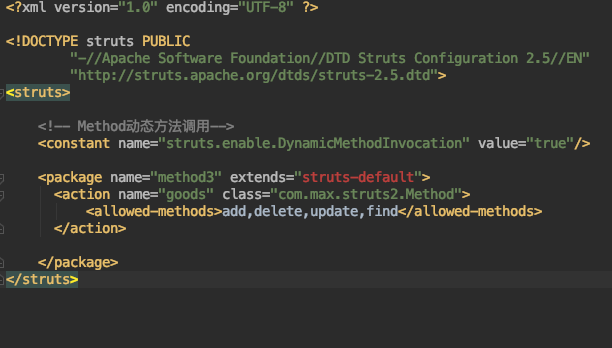 <?xml version="1.0" encoding="UTF-8" ?>
<!DOCTYPE struts PUBLIC
"-//Apache Software Foundation//DTD Struts Configuration 2.5//EN"
"http://struts.apache.org/dtds/struts-2.5.dtd">
<struts>
<!-- Method动态方法调用-->
<constant name="struts.enable.DynamicMethodInvocation" value="true"/>
<package name="method3" extends="struts-default">
<action name="goods" class="com.max.struts2.Method">
<allowed-methods>add,delete,update,find</allowed-methods>
</action>
</package>
</struts>